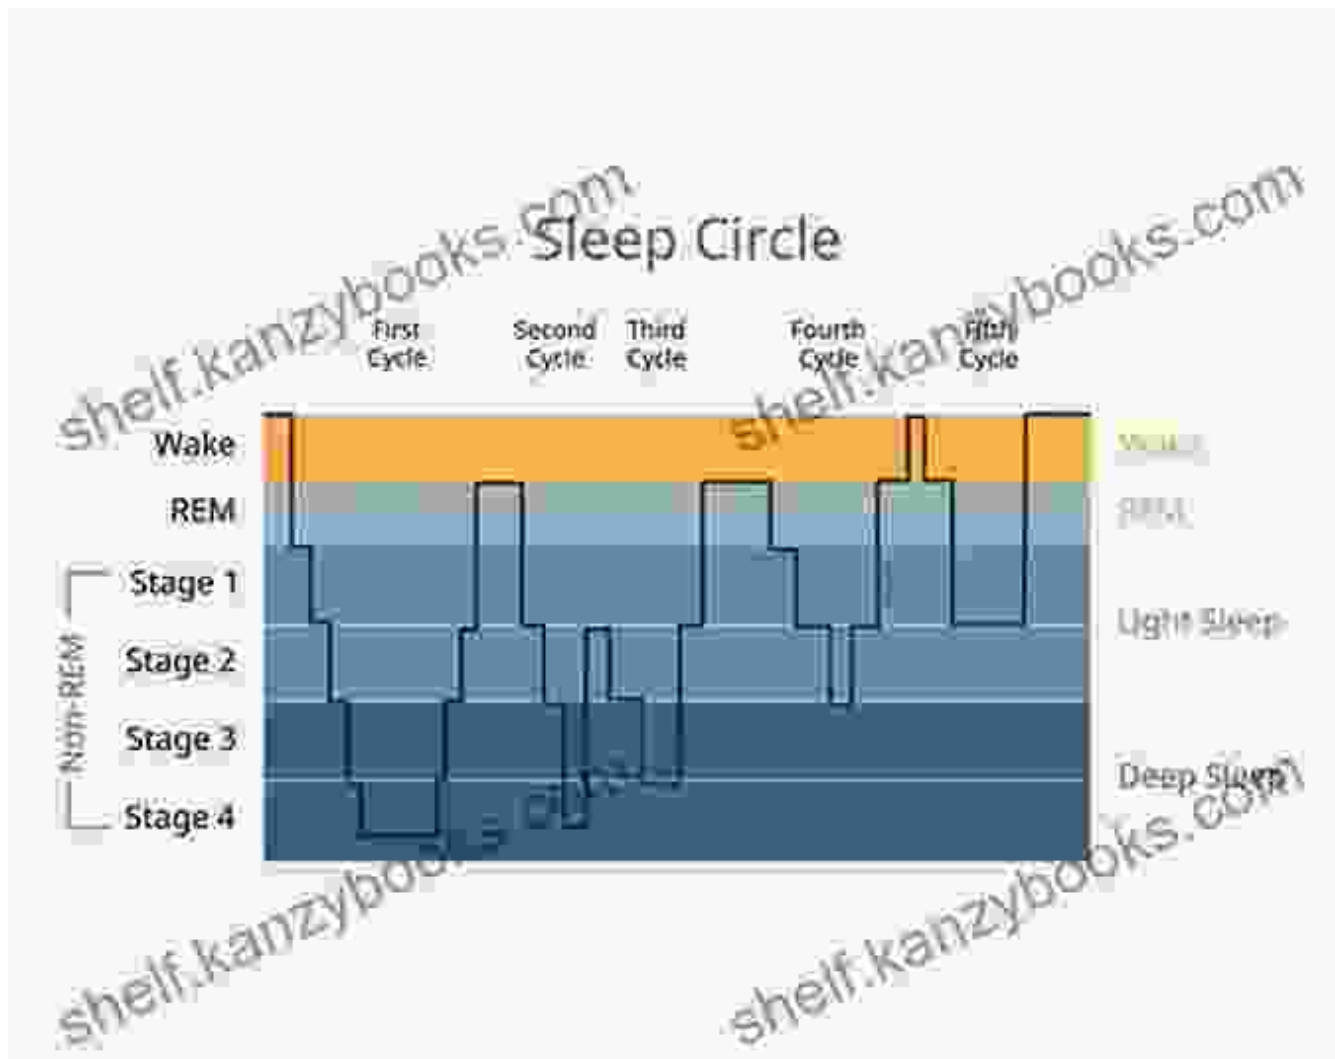 shelf.kanzybooks.com
shelf.kanzybooks.com
Sleep Circle
First
Cycle
Second
Cycle
Third
Cycle
Fourth
Cycle
Fifth
Cycle
Wake
Wake
REM
REM
Stage 1
Light Sleep
Non-REM
Stage 2
Stage 3
Deep Sleep
Stage 4
shelf.kanzybooks.com
shelf.kanzybooks.com